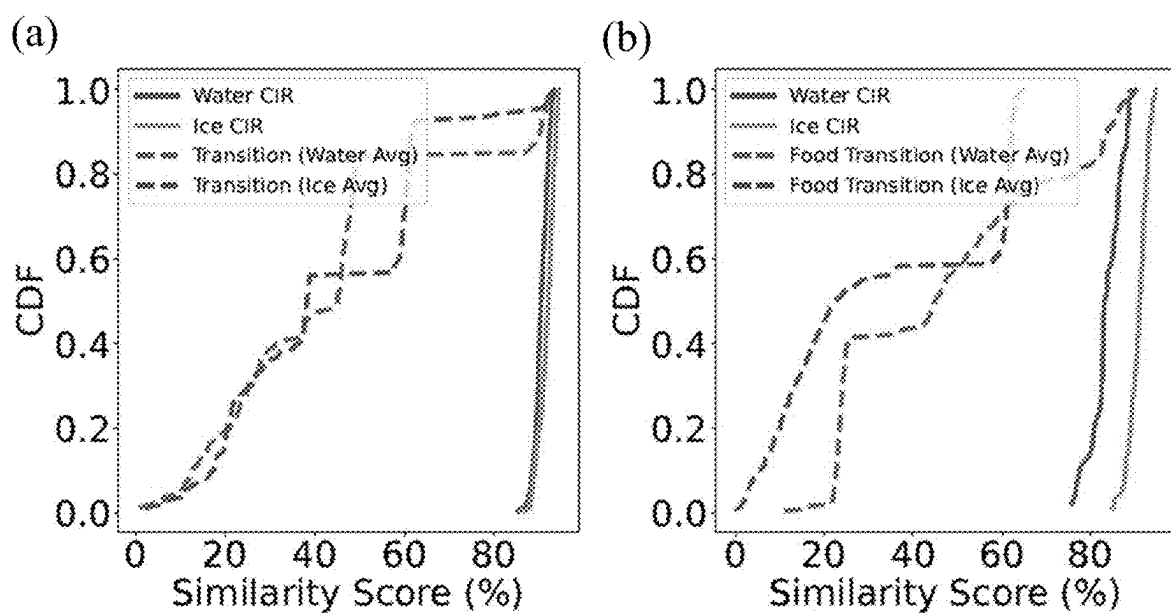 (a)
1.0
0.8
0.6
0.4
0.2
0.0
CDF
Water CIR
Ice CIR
Transition (Water Avg)
Transition (Ice Avg)
0 20 40 60 80
Similarity Score (%)
(b)
1.0
0.8
0.6
0.4
0.2
0.0
CDF
Water CIR
Ice CIR
Food Transition (Water Avg)
Food Transition (Ice Avg)
0 20 40 60 80
Similarity Score (%)